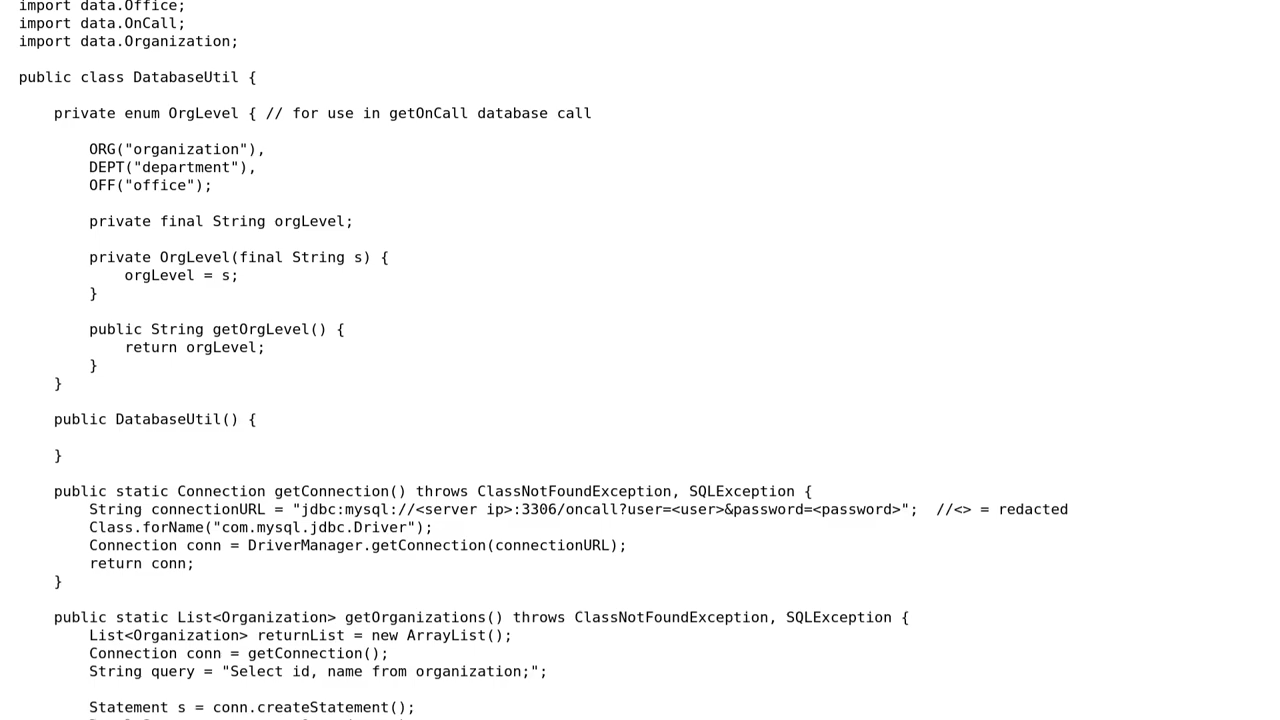 import data.Office;
import data.OnCall;
import data.Organization;
public class DatabaseUtil {
private enum OrgLevel { // for use in getOnCall database call
ORG("organization"),
DEPT("department"),
OFF("office");
private final String orgLevel;
private OrgLevel(final String s) {
orgLevel = s;
}
public String getOrgLevel() {
return orgLevel;
}
}
public DatabaseUtil() {
}
public static Connection getConnection() throws ClassNotFoundException, SQLException {
String connectionURL = "jdbc:mysql://<server ip>:3306/oncall?user=<user>&password=<password>";  //<> = redacted
Class.forName("com.mysql.jdbc.Driver");
Connection conn = DriverManager.getConnection(connectionURL);
return conn;
}
public static List<Organization> getOrganizations() throws ClassNotFoundException, SQLException {
List<Organization> returnList = new ArrayList();
Connection conn = getConnection();
String query = "Select id, name from organization;";
Statement s = conn.createStatement();